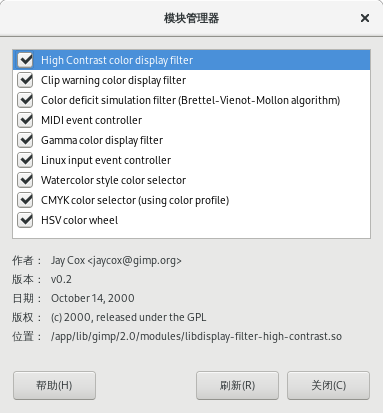 模块管理器
High Contrast color display filter
Clip warning color display filter
Color deficit simulation filter (Brettel-Vienot-Mollon algorithm)
MIDI event controller
Gamma color display filter
Linux input event controller
Watercolor style color selector
CMYK color selector (using color profile)
HSV color wheel
作者： Jay Cox <jaycox@gimp.org>
版本： v0.2
日期： October 14, 2000
版权： (c) 2000, released under the GPL
位置： /app/lib/gimp/2.0/modules/libdisplay-filter-high-contrast.so
帮助(H) 刷新(R) 关闭(C)